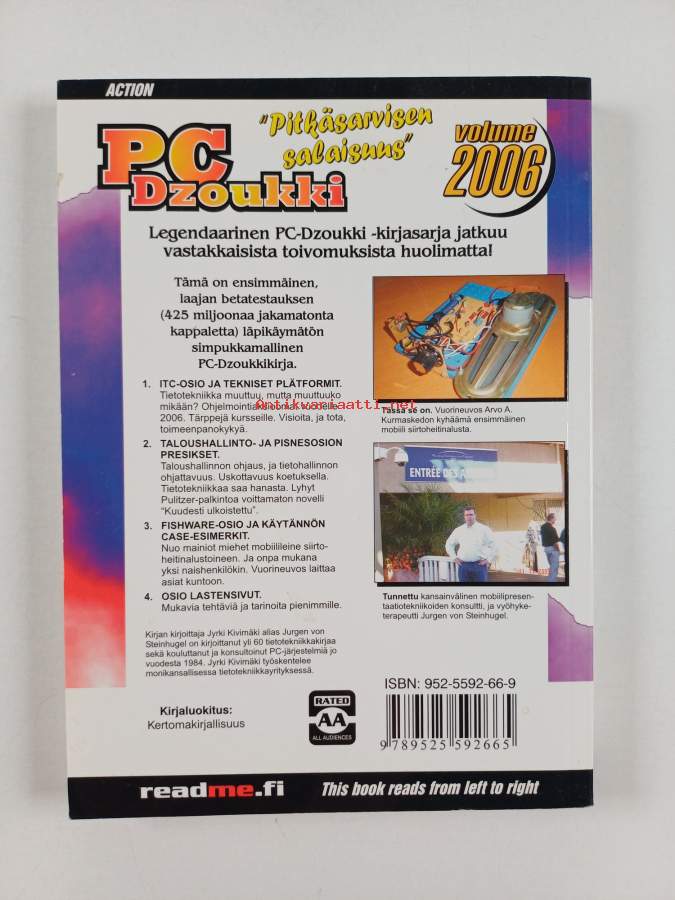 ACTION
PC
Dzoukki
"Pitkäsarvisen
salaisuus"
volume
2006
Legendaarinen PC-Dzoukki -kirjasarja jatkuu
vastakkaisista toivomuksista huolimatta!
Tämä on ensimmäinen,
laajan betatestauksen
(425 miljoonaa jakamatonta
kappaletta) läpikäymätön
simpukkamallinen
PC-Dzoukkikirja.
1. ITC-OSIO JA TEKNISET PLÄTFORMIT.
Tietotekniikka muuttuu, mutta muuttuuko
mikään? Ohjelmointiaksioomat
2006. Tärppejä kursseille. Visioita, ja tota,
toimeenpanokykyä.
2. TALOUSHALLINTO- JA PISNESOSION
PRESIKSET.
Taloushallinnon ohjaus, ja tietohallinnon
ohjattavuus. Uskottavuus koetuksella.
Tietotekniikkaa saa hanasta. Lyhyt
Pulitzer-palkintoa voittamaton novelli
"Kuudesti ulkoistettu".
3. FISHWARE-OSIO JA KÄYTÄNNÖN
CASE-ESIMERKIT.
Nuo mainiot miehet mobiilileine siirto-
heitinalustoineen. Ja onpa mukana
yksi naishenkilökin. Vuorineuvos laittaa
asiat kuntoon.
4. OSIO LASTENSIVUT.
Mukavia tehtäviä ja tarinoita pienimmille.
Antikvariaatti.net
Tässä se on. Vuorineuvos Arvo A.
Kurmaskedon kyhäämä ensimmäinen
mobiili siirtoheitinalusta.
ENTRÉE DES
Tunnettu kansainvälinen mobiilipresen-
taatiotekniikoiden konsultti, ja vyöhyke-
terapeutti Jurgen von Steinhugel.
Kirjan kirjoittaja Jyrki Kivimäki alias Jurgen von
Steinhugel on kirjoittanut yli 60 tietotekniikkakirjaa
sekä kouluttanut ja konsultoinut PC-järjestelmiä jo
vuodesta 1984. Jyrki Kivimäki työskentelee
monikansallisessa tietotekniikkayrityksessä.
Kirjaluokitus:
Kertomakirjallisuus
RATED
AA
ALL AUDIENCES
ISBN: 952-5592-66-9
9 789525 592665
readme.fi
This book reads from left to right